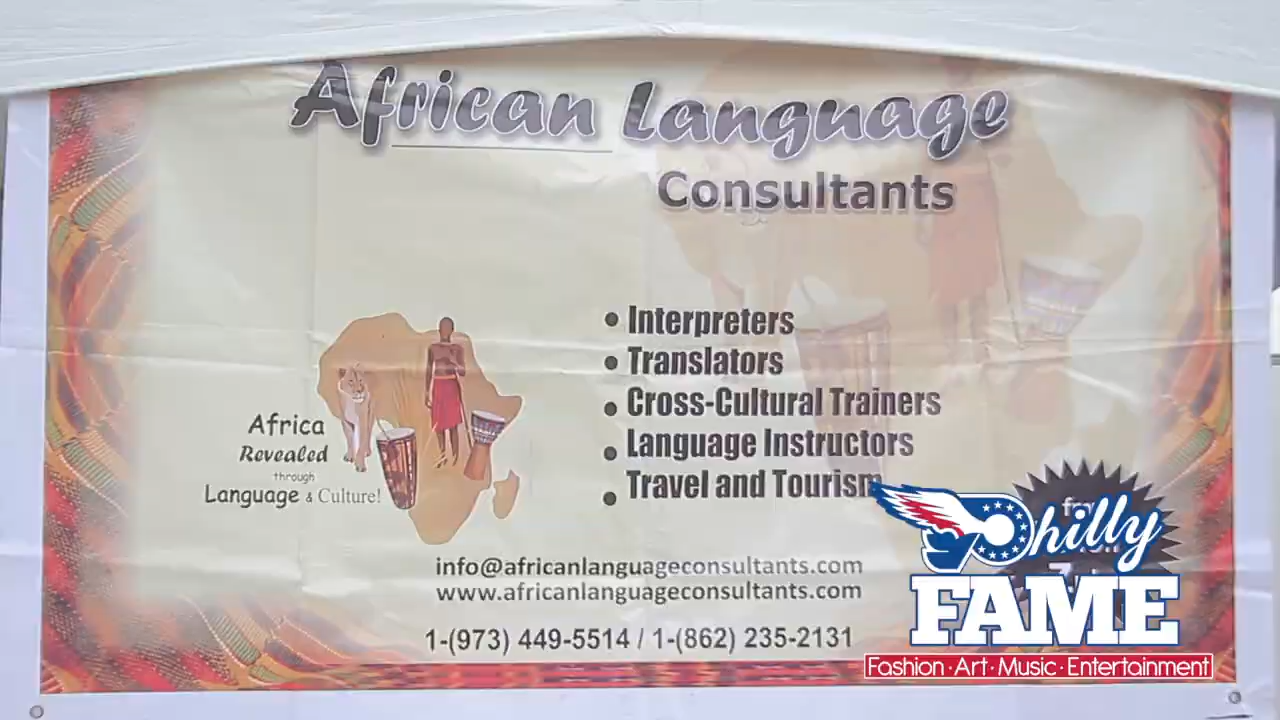 African Language
Consultants
• Interpreters
• Translators
• Cross-Cultural Trainers
• Language Instructors
• Travel and Tourism
Africa
Revealed
through
Language & Culture!
info@africanlanguageconsultants.com
www.africanlanguageconsultants.com
1-(973) 449-5514 / 1-(862) 235-2131
Philly
FAME
Fashion · Art · Music · Entertainment